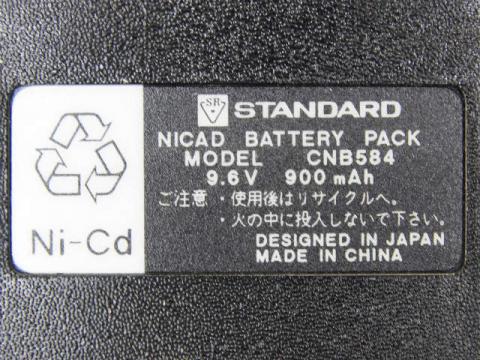 SR STANDARD
NICAD BATTERY PACK
MODEL CNB584
9.6V 900mAh
ご注意・使用後はリサイクルへ。
・火の中に投入しないで下さい。
DESIGNED IN JAPAN
MADE IN CHINA
Ni-Cd